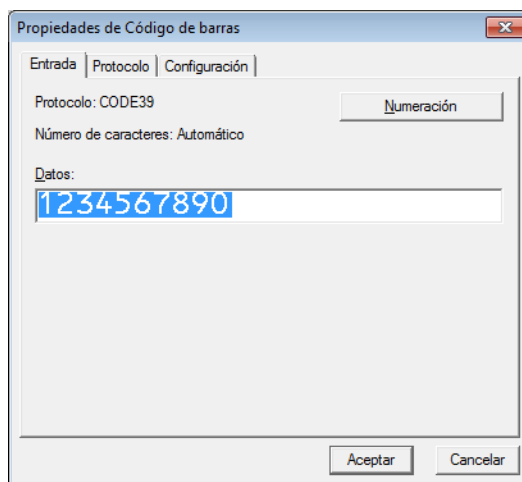 Propiedades de Código de barras
Entrada Protocolo Configuración
Protocolo: CODE39 Numeración
Número de caracteres: Automático
Datos:
1234567890
Aceptar Cancelar